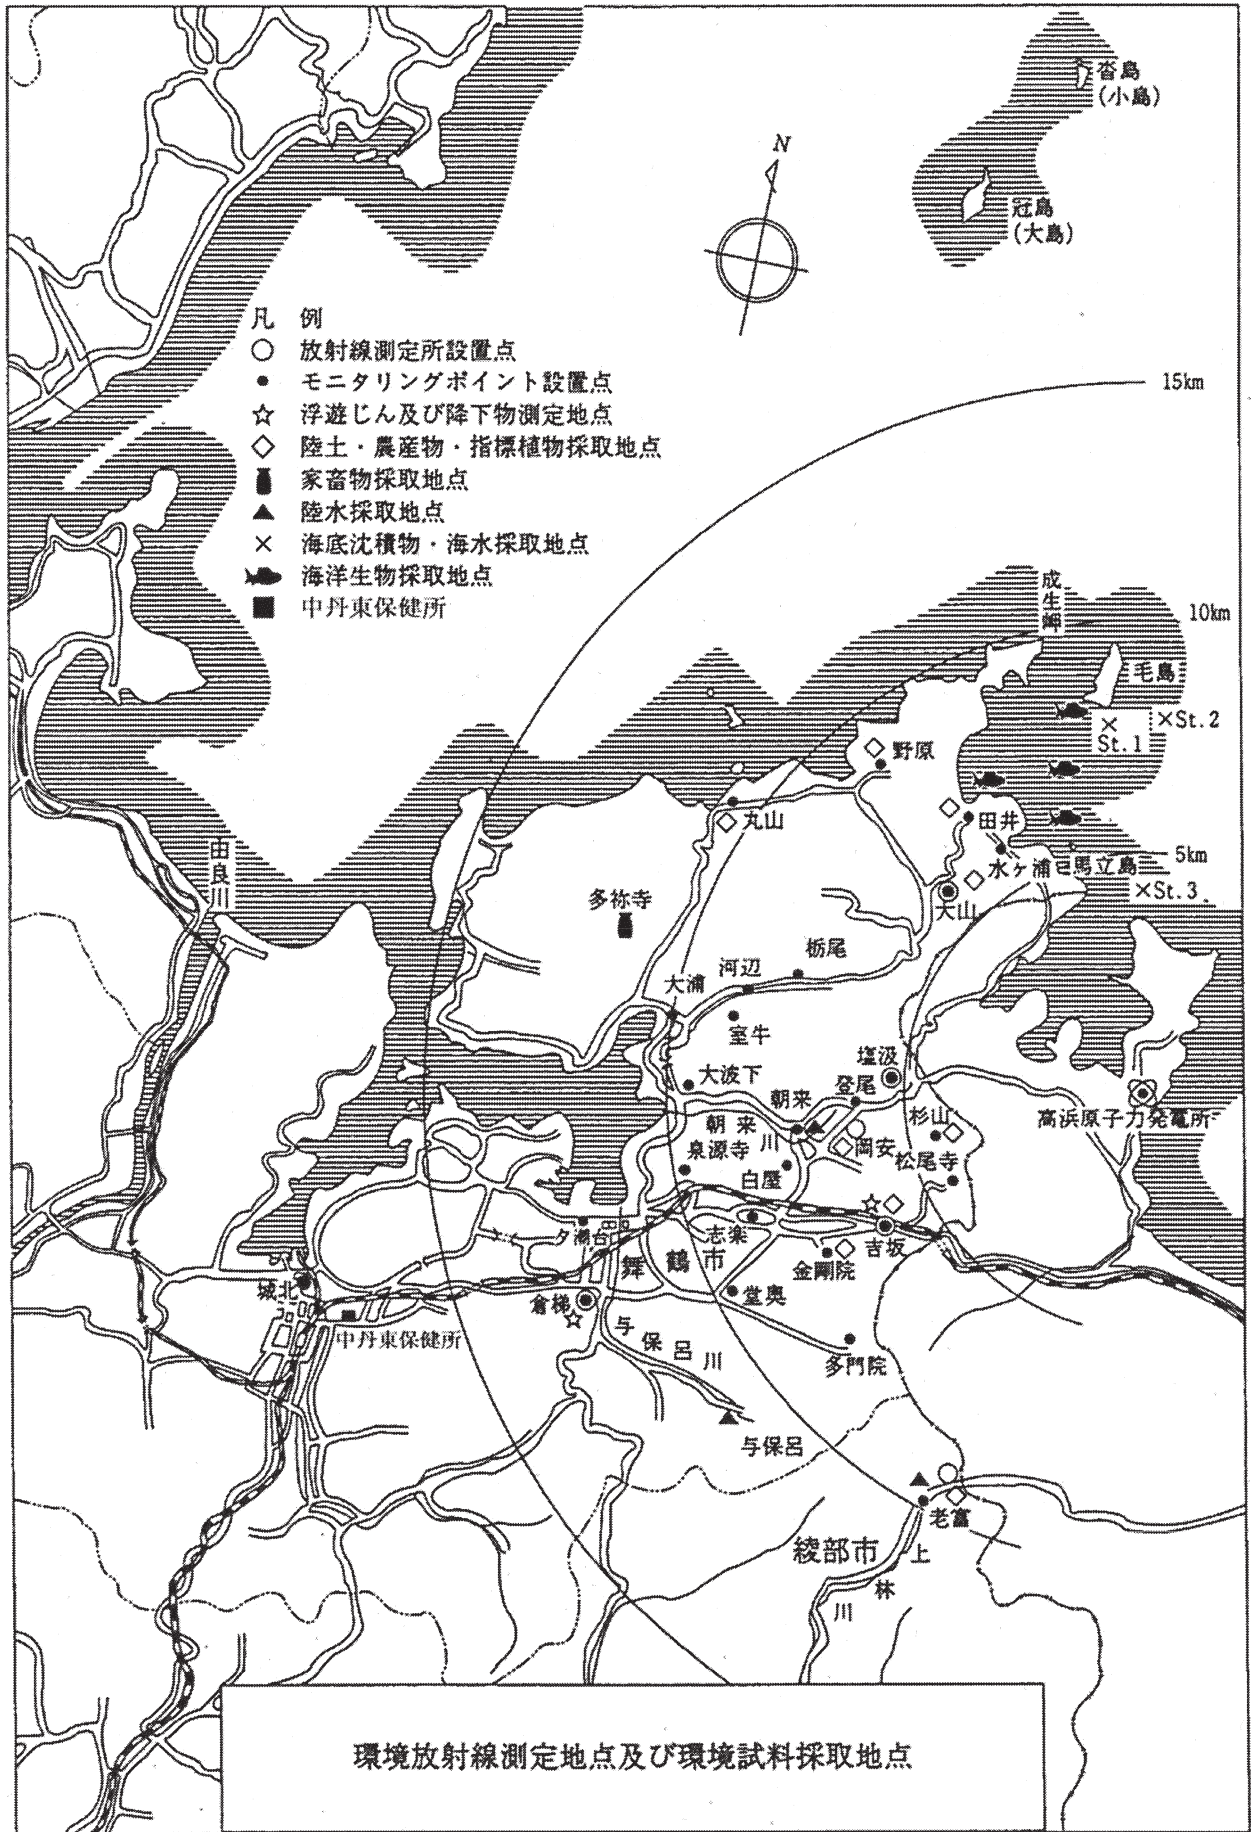 沓島
(小島)
N
冠島
(大島)
凡 例
放射線測定所設置点
モニタリングポイント設置点
浮遊じん及び降下物測定地点
陸土・農産物・指標植物採取地点
家畜物採取地点
陸水採取地点
海底沈積物・海水採取地点
海洋生物採取地点
中丹東保健所
15km
成生岬
10km
毛島
×St.2
×
St.1
野原
丸山
田井
水ヶ浦
馬立島
5km
×St.3
大山
由良川
多祢寺
栃尾
河辺
大浦
室牛
塩汲
大波下
登尾
朝来
杉山
高浜原子力発電所
朝来川
岡安
松尾寺
泉源寺
白屋
夕潮台
志楽
吉坂
舞鶴市
金剛院
城北
倉梯
堂奥
中丹東保健所
与保呂川
多門院
与保呂
老富
綾部市
上林川
環境放射線測定地点及び環境試料採取地点